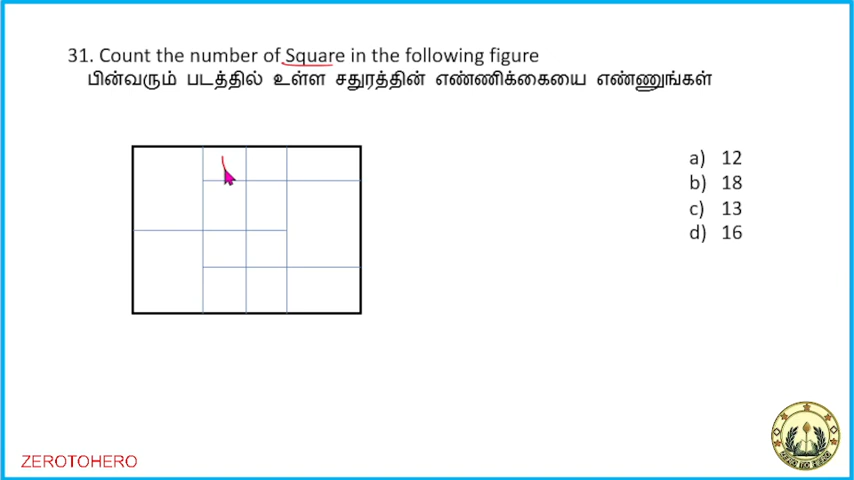 31. Count the number of Square in the following figure
பின்வரும் படத்தில் உள்ள சதுரத்தின் எண்ணிக்கையை எண்ணுங்கள்
a) 12
b) 18
c) 13
d) 16
ZEROTOHERO